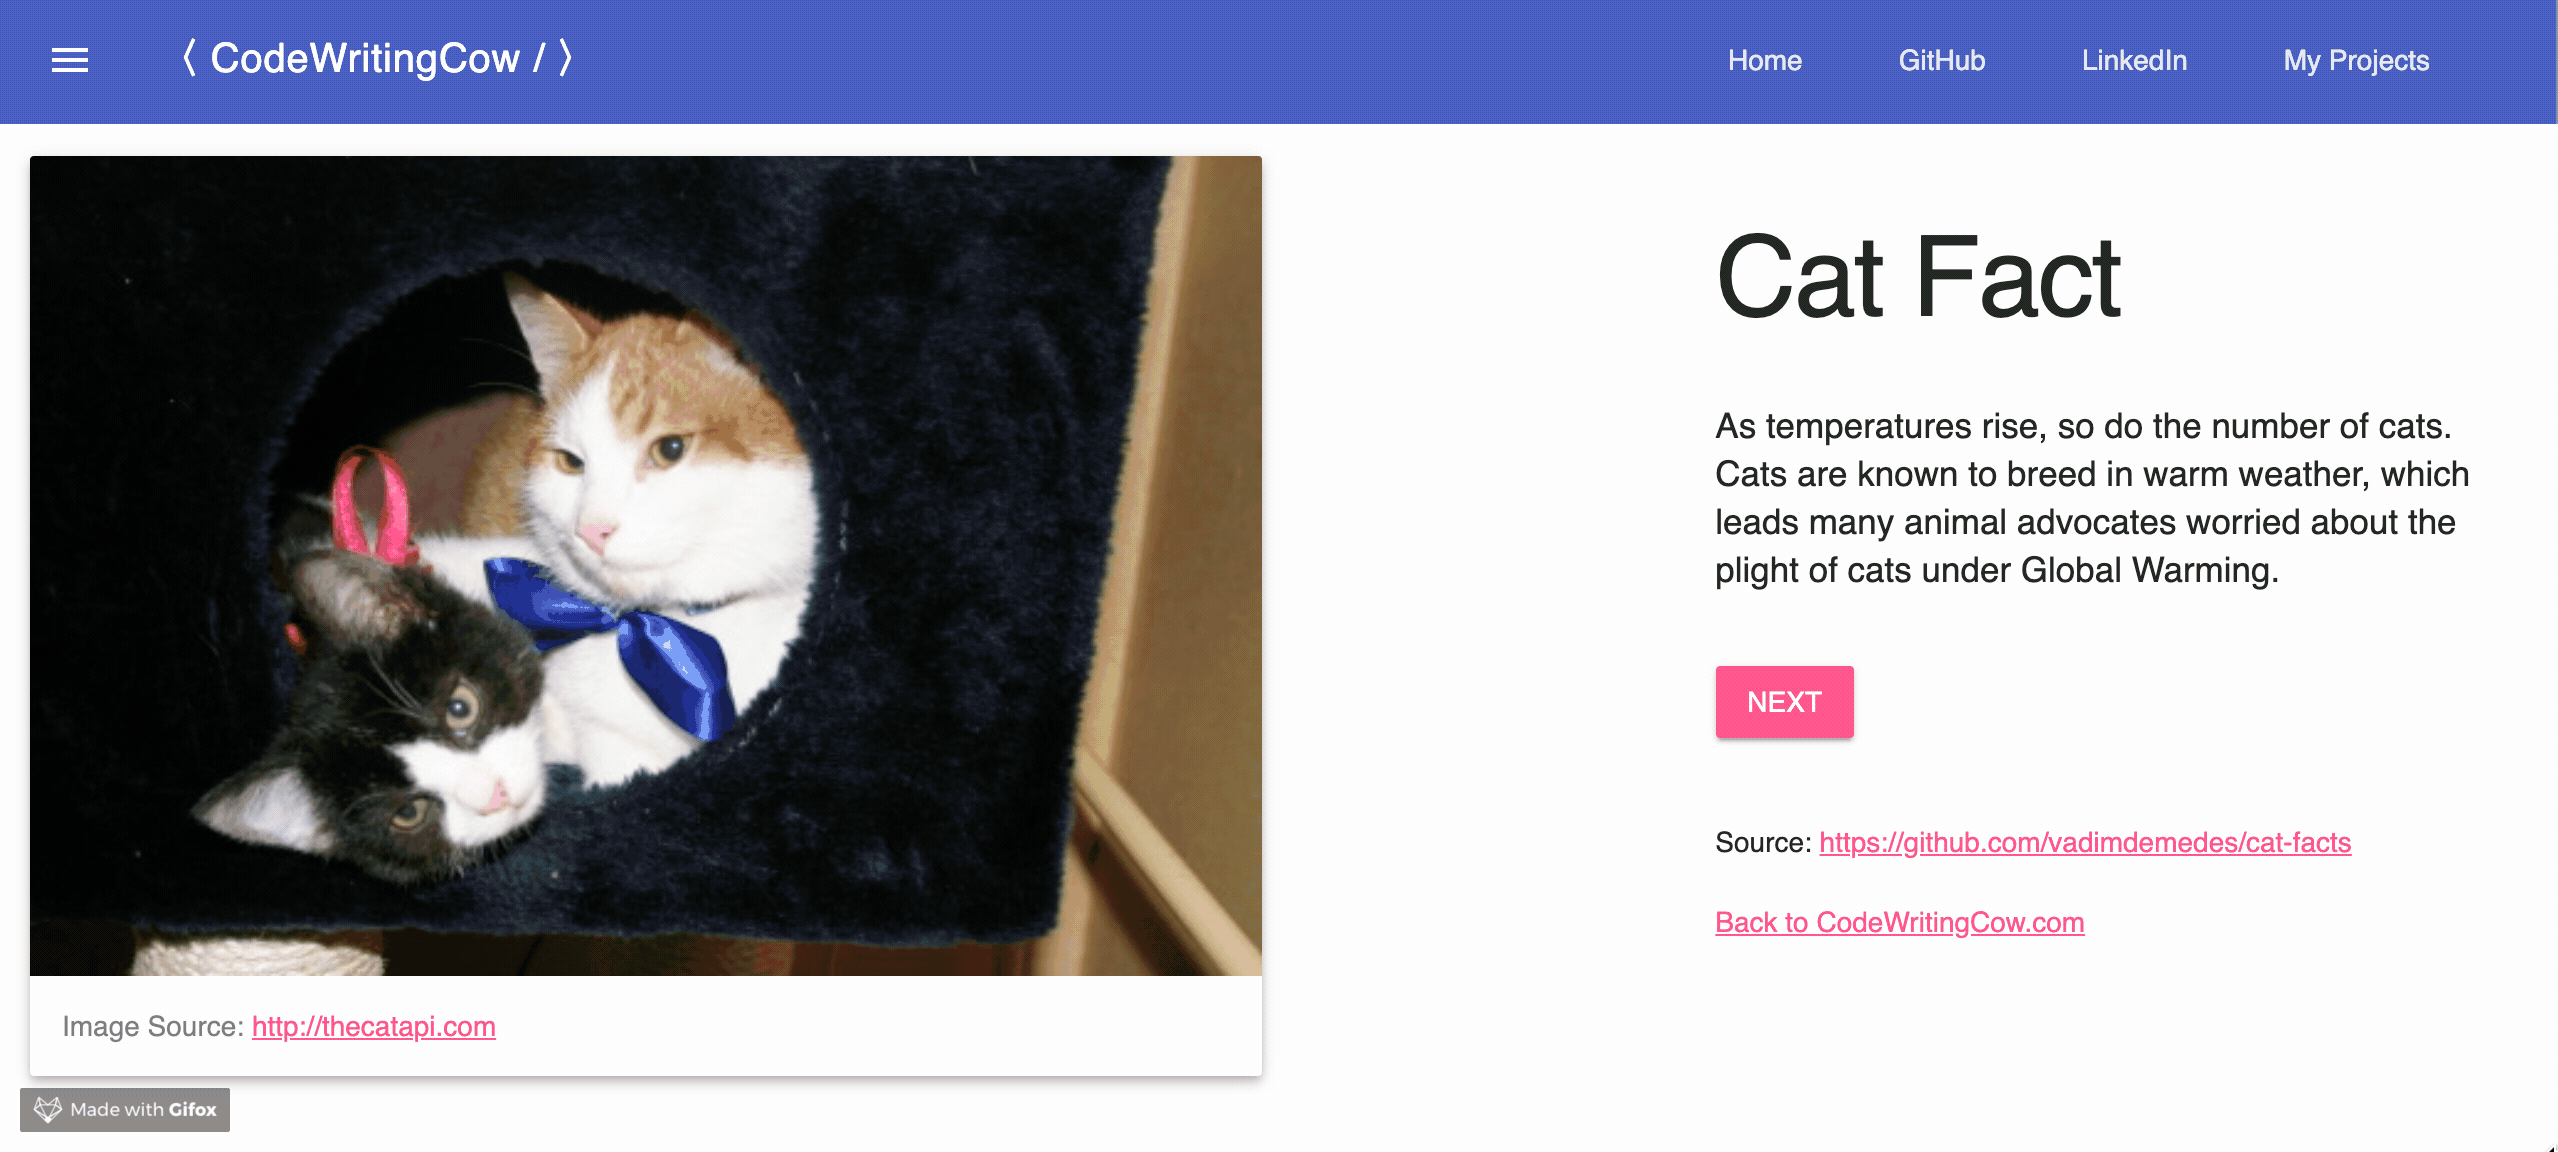 ⟨ CodeWritingCow / ⟩
Home GitHub LinkedIn My Projects
Cat Fact
As temperatures rise, so do the number of cats.
Cats are known to breed in warm weather, which
leads many animal advocates worried about the
plight of cats under Global Warming.
NEXT
Source: https://github.com/vadimdemedes/cat-facts
Back to CodeWritingCow.com
Image Source: http://thecatapi.com
Made with Gifox